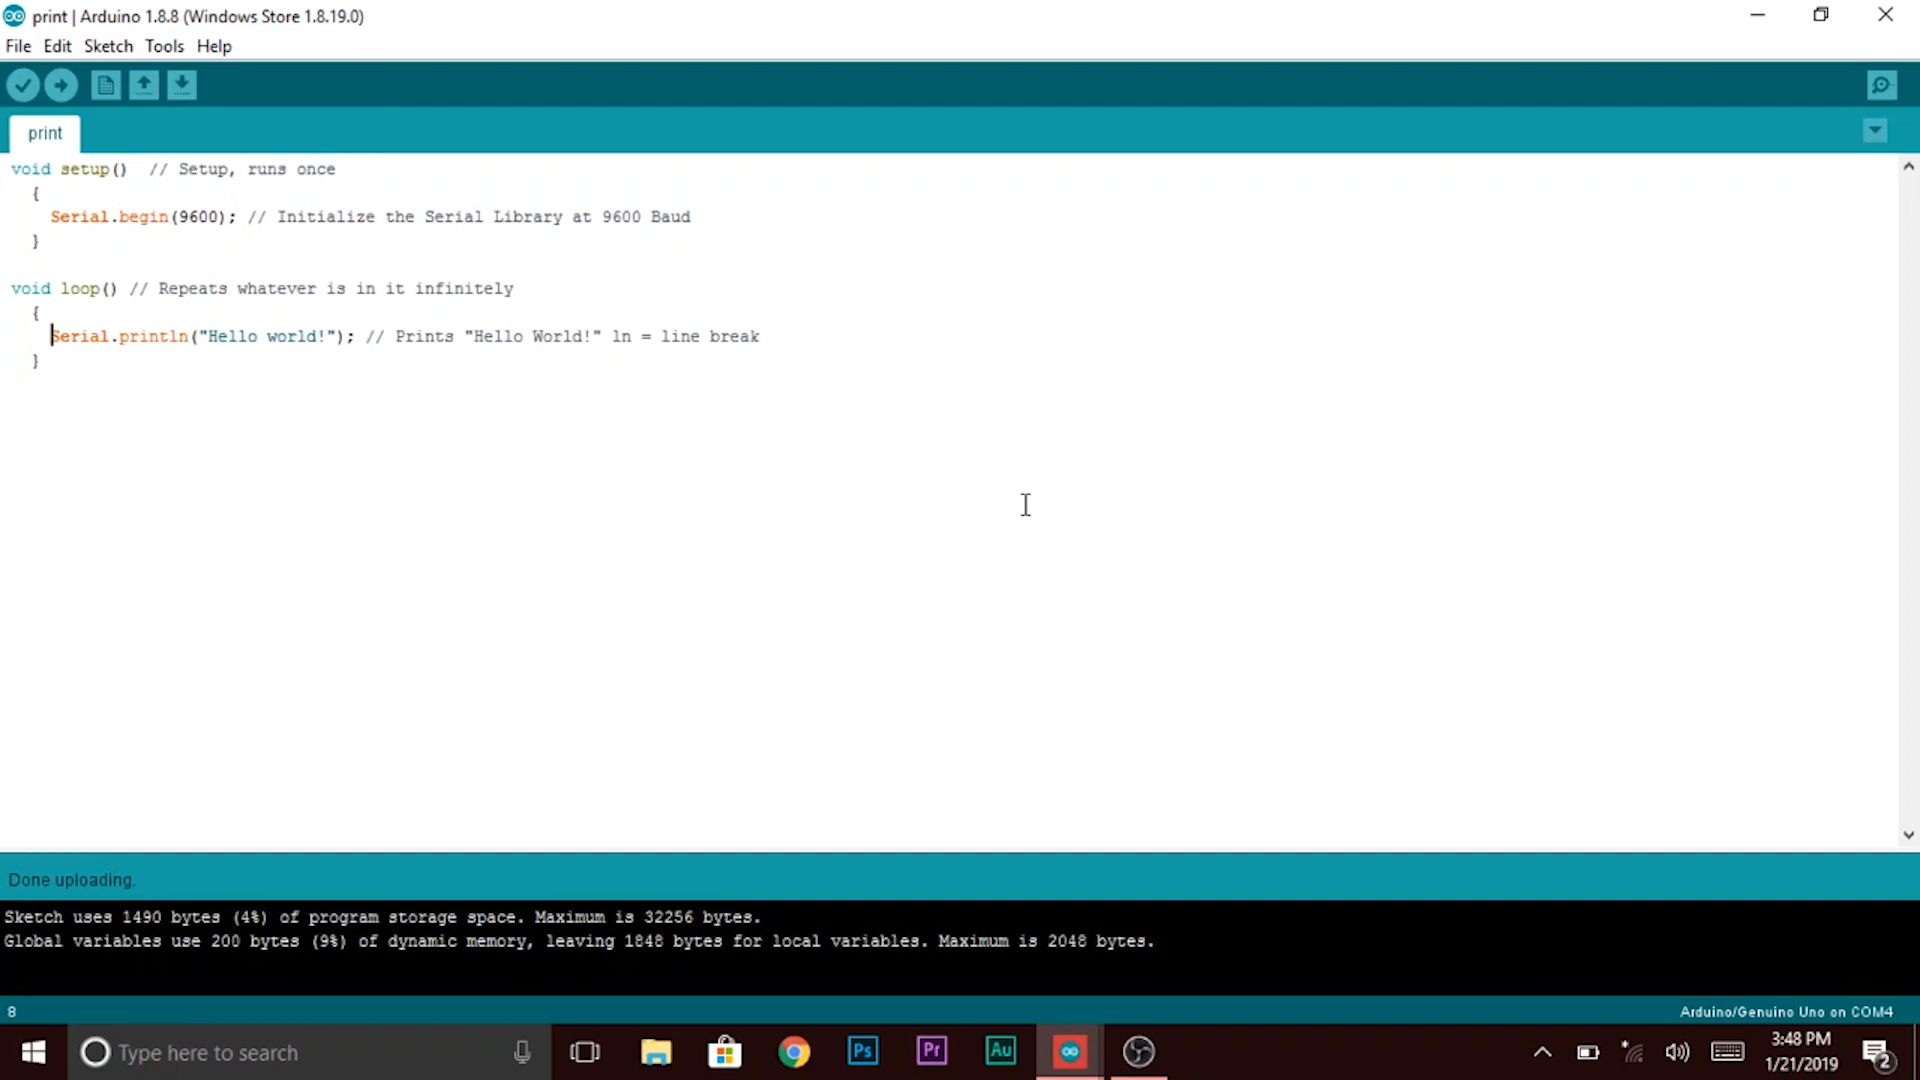 print | Arduino 1.8.8 (Windows Store 1.8.19.0)
File Edit Sketch Tools Help
print
void setup()  // Setup, runs once
{
Serial.begin(9600); // Initialize the Serial Library at 9600 Baud
}
void loop() // Repeats whatever is in it infinitely
{
Serial.println("Hello world!"); // Prints "Hello World!" ln = line break
}
Done uploading.
Sketch uses 1490 bytes (4%) of program storage space. Maximum is 32256 bytes.
Global variables use 200 bytes (9%) of dynamic memory, leaving 1848 bytes for local variables. Maximum is 2048 bytes.
8 Arduino/Genuino Uno on COM4
Type here to search
Ps Pr Au
3:48 PM
1/21/2019
2